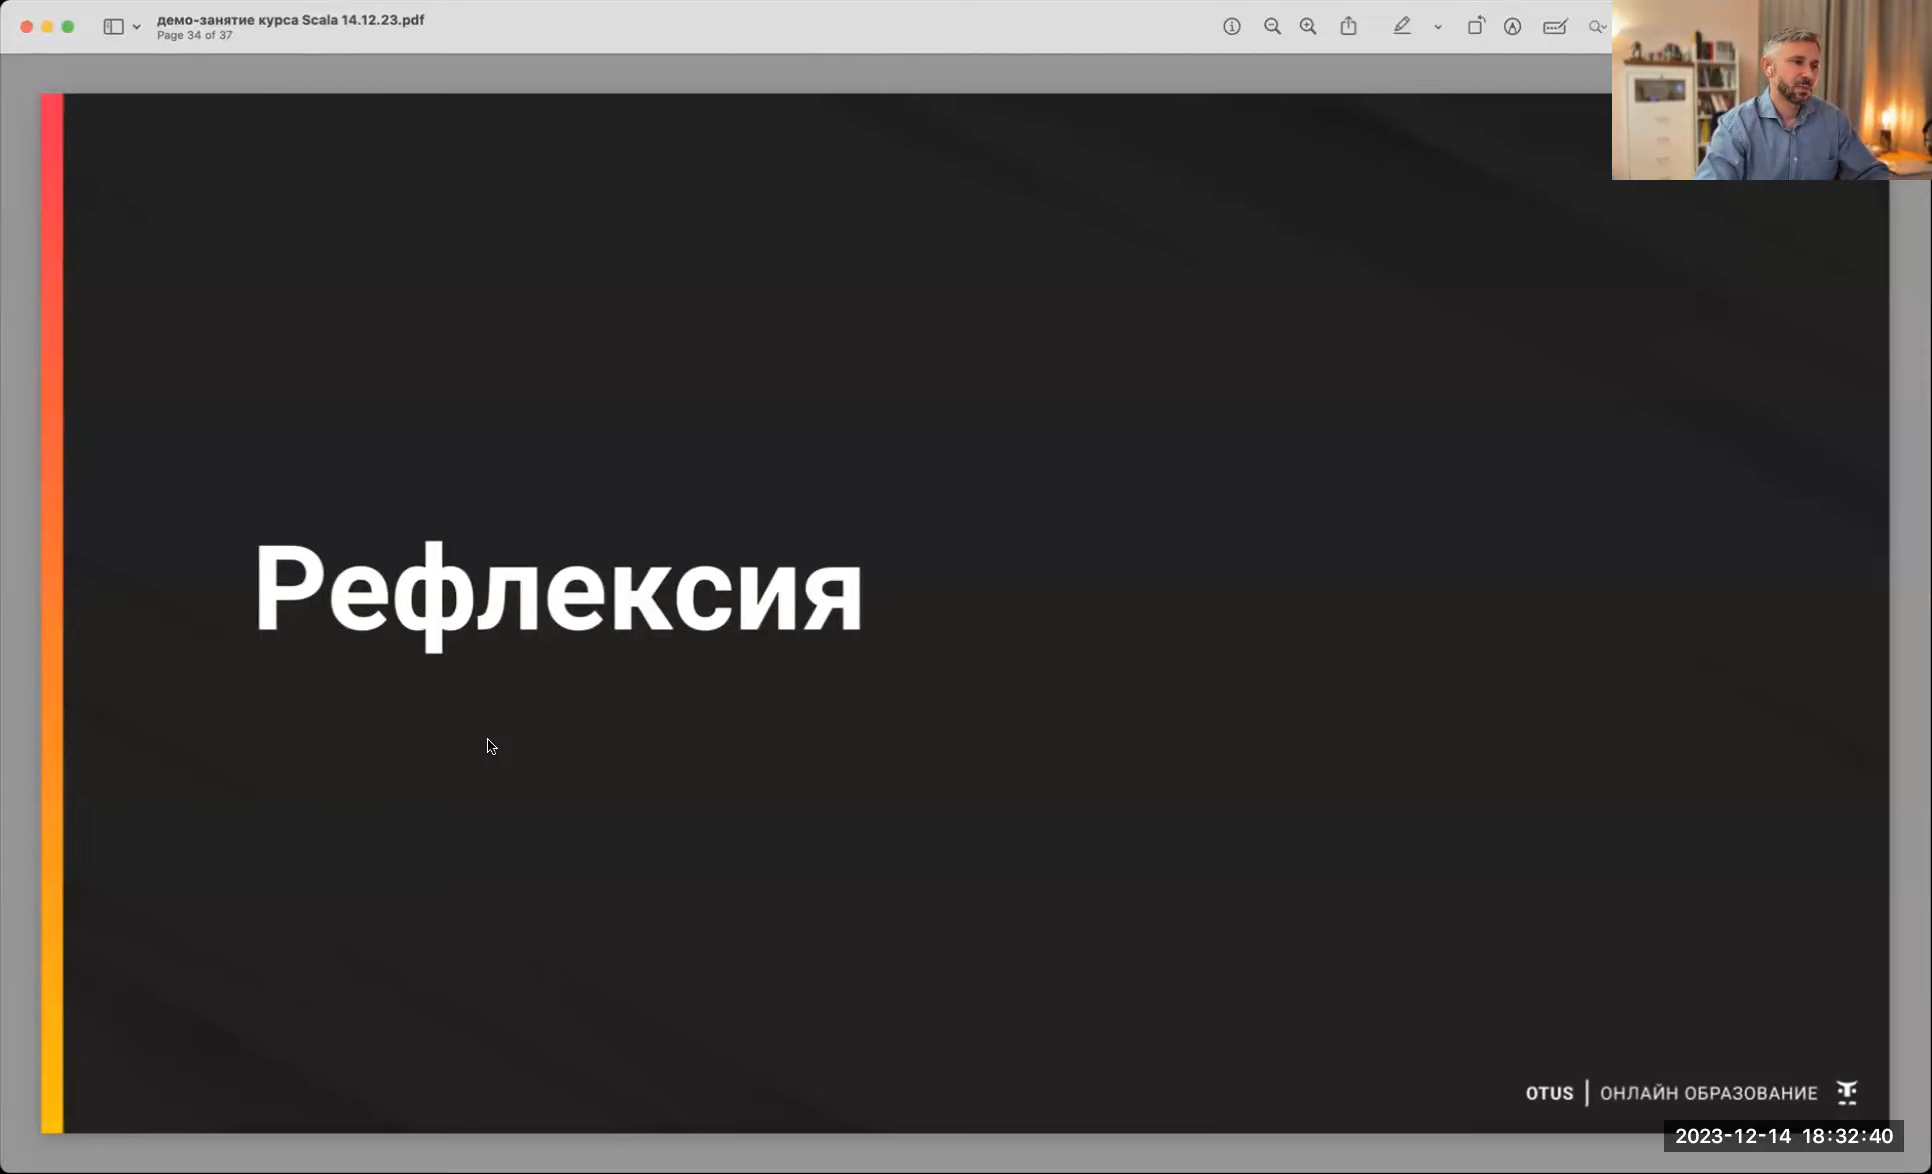 демо-занятие курса Scala 14.12.23.pdf
Page 34 of 37
Рефлексия
OTUS | ОНЛАЙН ОБРАЗОВАНИЕ
2023-12-14 18:32:40